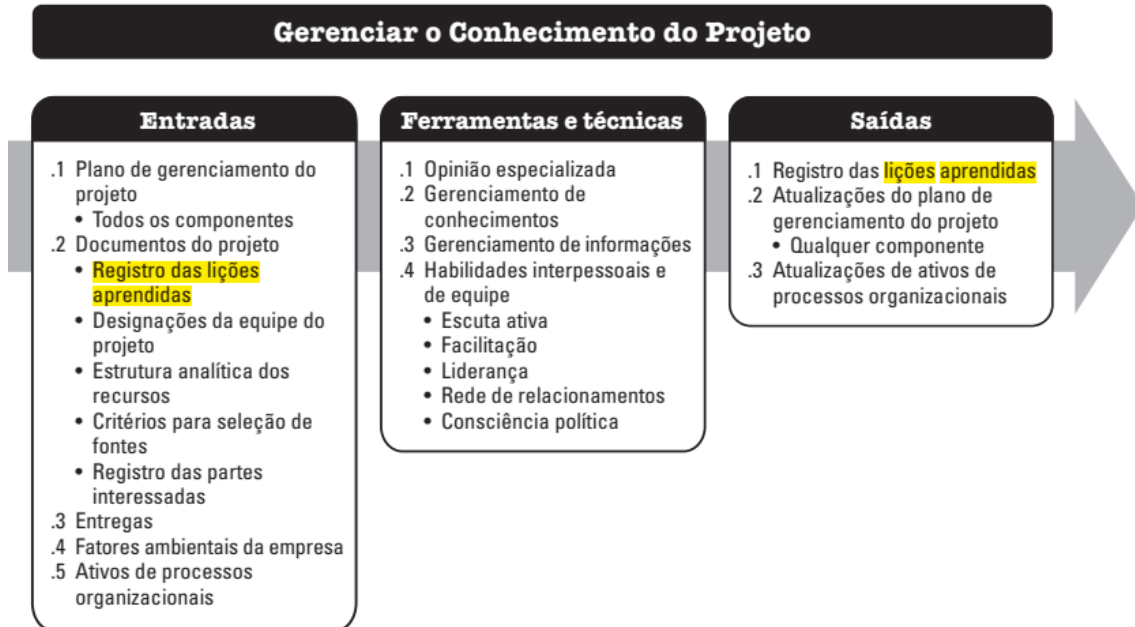 Gerenciar o Conhecimento do Projeto
Entradas
.1 Plano de gerenciamento do
projeto
• Todos os componentes
.2 Documentos do projeto
• Registro das lições
aprendidas
• Designações da equipe do
projeto
• Estrutura analítica dos
recursos
• Critérios para seleção de
fontes
• Registro das partes
interessadas
.3 Entregas
.4 Fatores ambientais da empresa
.5 Ativos de processos
organizacionais
Ferramentas e técnicas
.1 Opinião especializada
.2 Gerenciamento de
conhecimentos
.3 Gerenciamento de informações
.4 Habilidades interpessoais e
de equipe
• Escuta ativa
• Facilitação
• Liderança
• Rede de relacionamentos
• Consciência política
Saídas
.1 Registro das lições aprendidas
.2 Atualizações do plano de
gerenciamento do projeto
• Qualquer componente
.3 Atualizações de ativos de
processos organizacionais